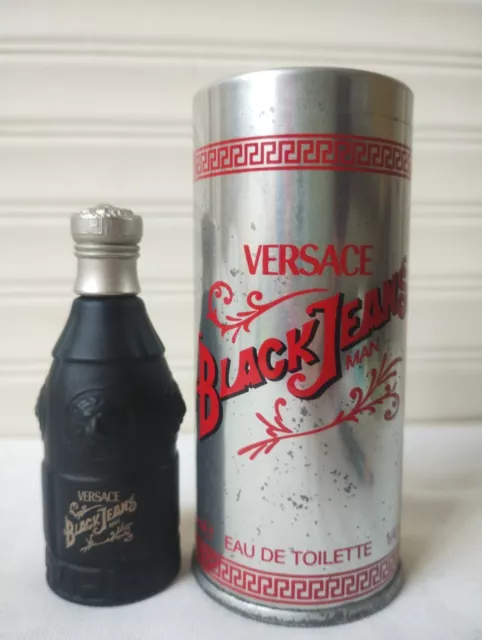 VERSACE
BLACK JEANS
MAN
EAU DE TOILETTE
VERSACE
BLACK JEANS